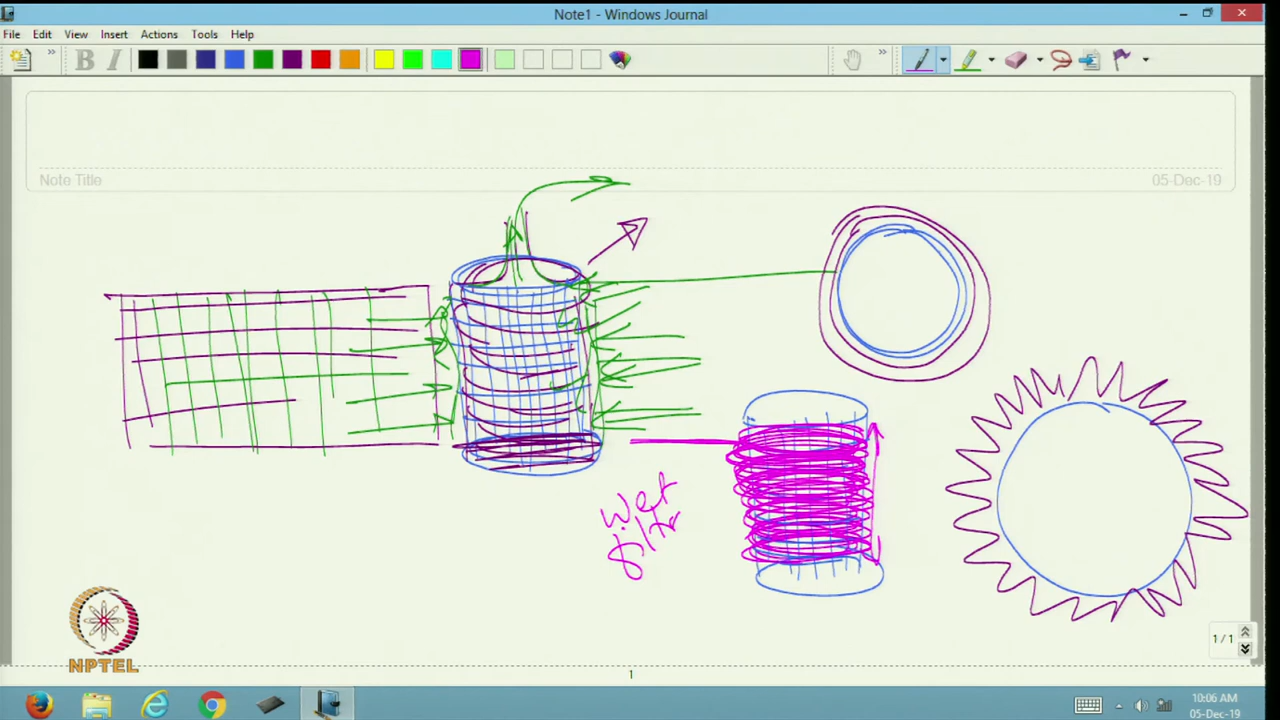 Note1 - Windows Journal
File Edit View Insert Actions Tools Help
B I
Note Title
05-Dec-19
wet
filtr
1/1
NPTEL
1
10:06 AM
05-Dec-19